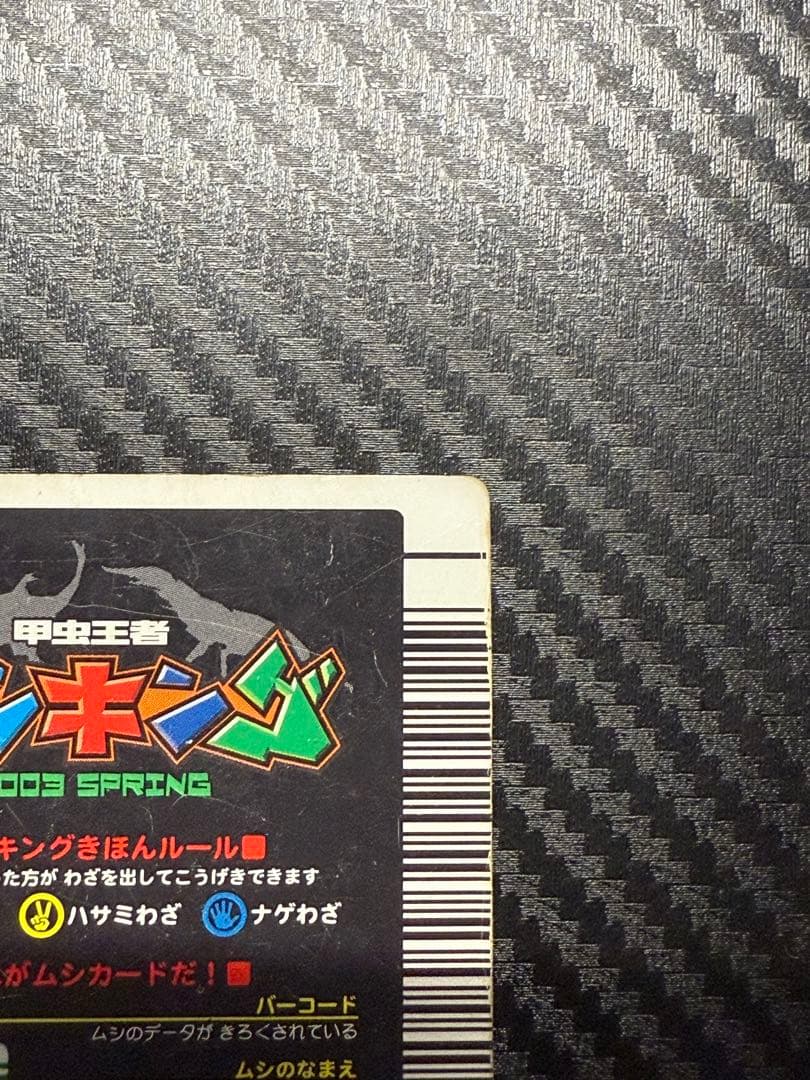 甲虫王者
シキング
003 SPRING
キングきほんルール
た方が わざを出してこうげきできます
ハサミわざ ナゲわざ
がムシカードだ！
バーコード
ムシのデータが きろくされている
ムシのなまえ